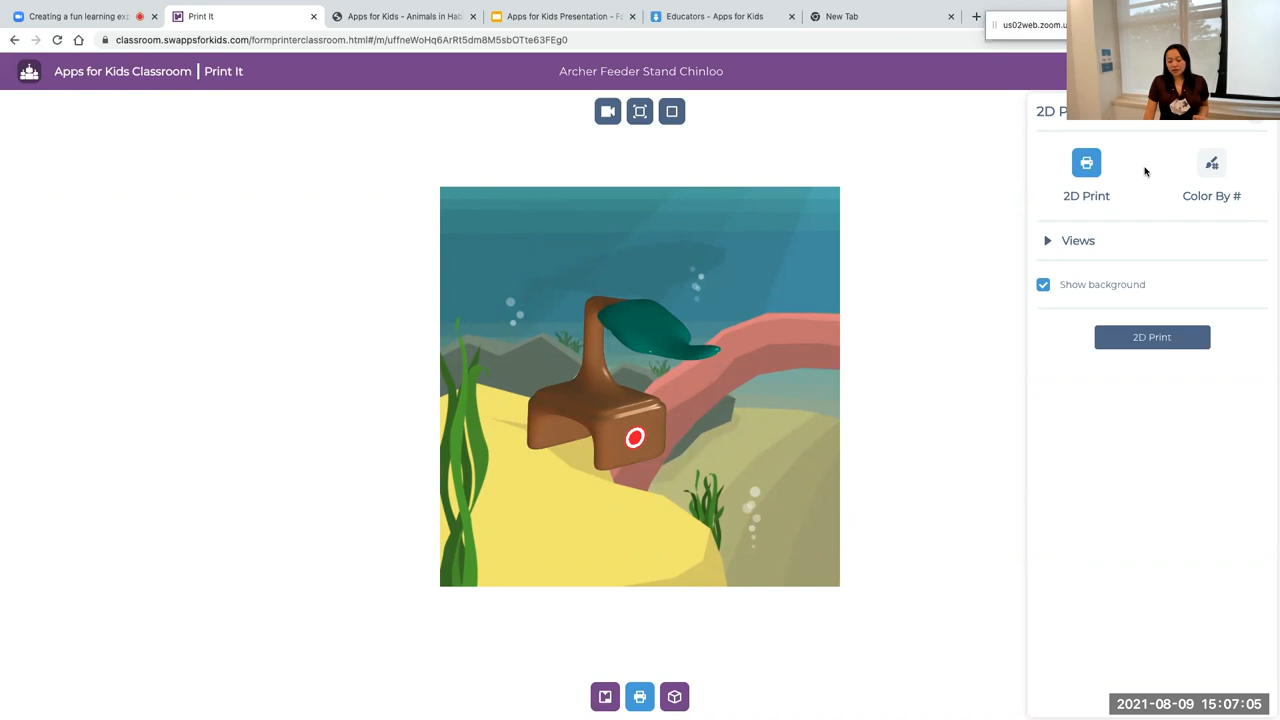 Creating a fun learning exp
Print It
Apps for Kids - Animals in Hab
Apps for Kids Presentation - Fa
Educators - Apps for Kids
New Tab
us02web.zoom.u
classroom.swappsforkids.com/formprinterclassroom.html#/m/uffneWoHq6ArRt5dm8M5sbOTte63FEg0
Apps for Kids Classroom | Print It
Archer Feeder Stand Chinloo
2D P
2D Print
Color By #
Views
Show background
2D Print
2021-08-09 15:07:05